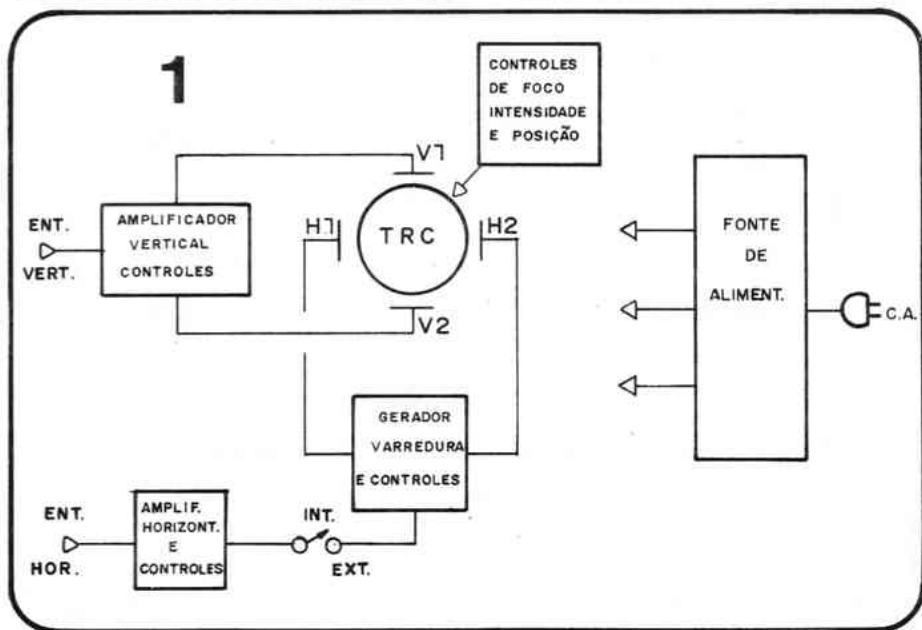 1
CONTROLES
DE FOCO
INTENSIDADE
E POSIÇÃO
V1
ENT.
VERT.
AMPLIFICADOR
VERTICAL
CONTROLES
H1
TRC
H2
V2
FONTE
DE
ALIMENT.
C.A.
GERADOR
VARREDURA
E CONTROLES
ENT.
HOR.
AMPLIF.
HORIZONT.
E
CONTROLES
INT.
EXT.